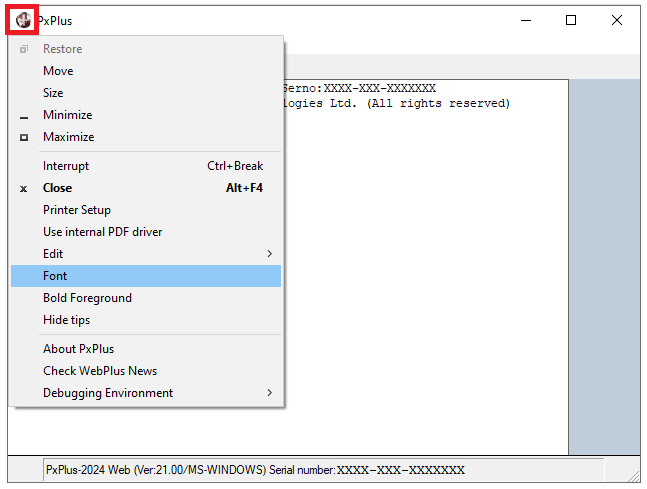 PxPlus
Restore
Move
Size
Serno:XXXX-XXX-XXXXXXX
logies Ltd. (All rights reserved)
Minimize
Maximize
Interrupt Ctrl+Break
Close Alt+F4
Printer Setup
Use internal PDF driver
Edit
Font
Bold Foreground
Hide tips
About PxPlus
Check WebPlus News
Debugging Environment
PxPlus-2024 Web (Ver:21.00/MS-WINDOWS) Serial number:XXXX-XXX-XXXXXXX